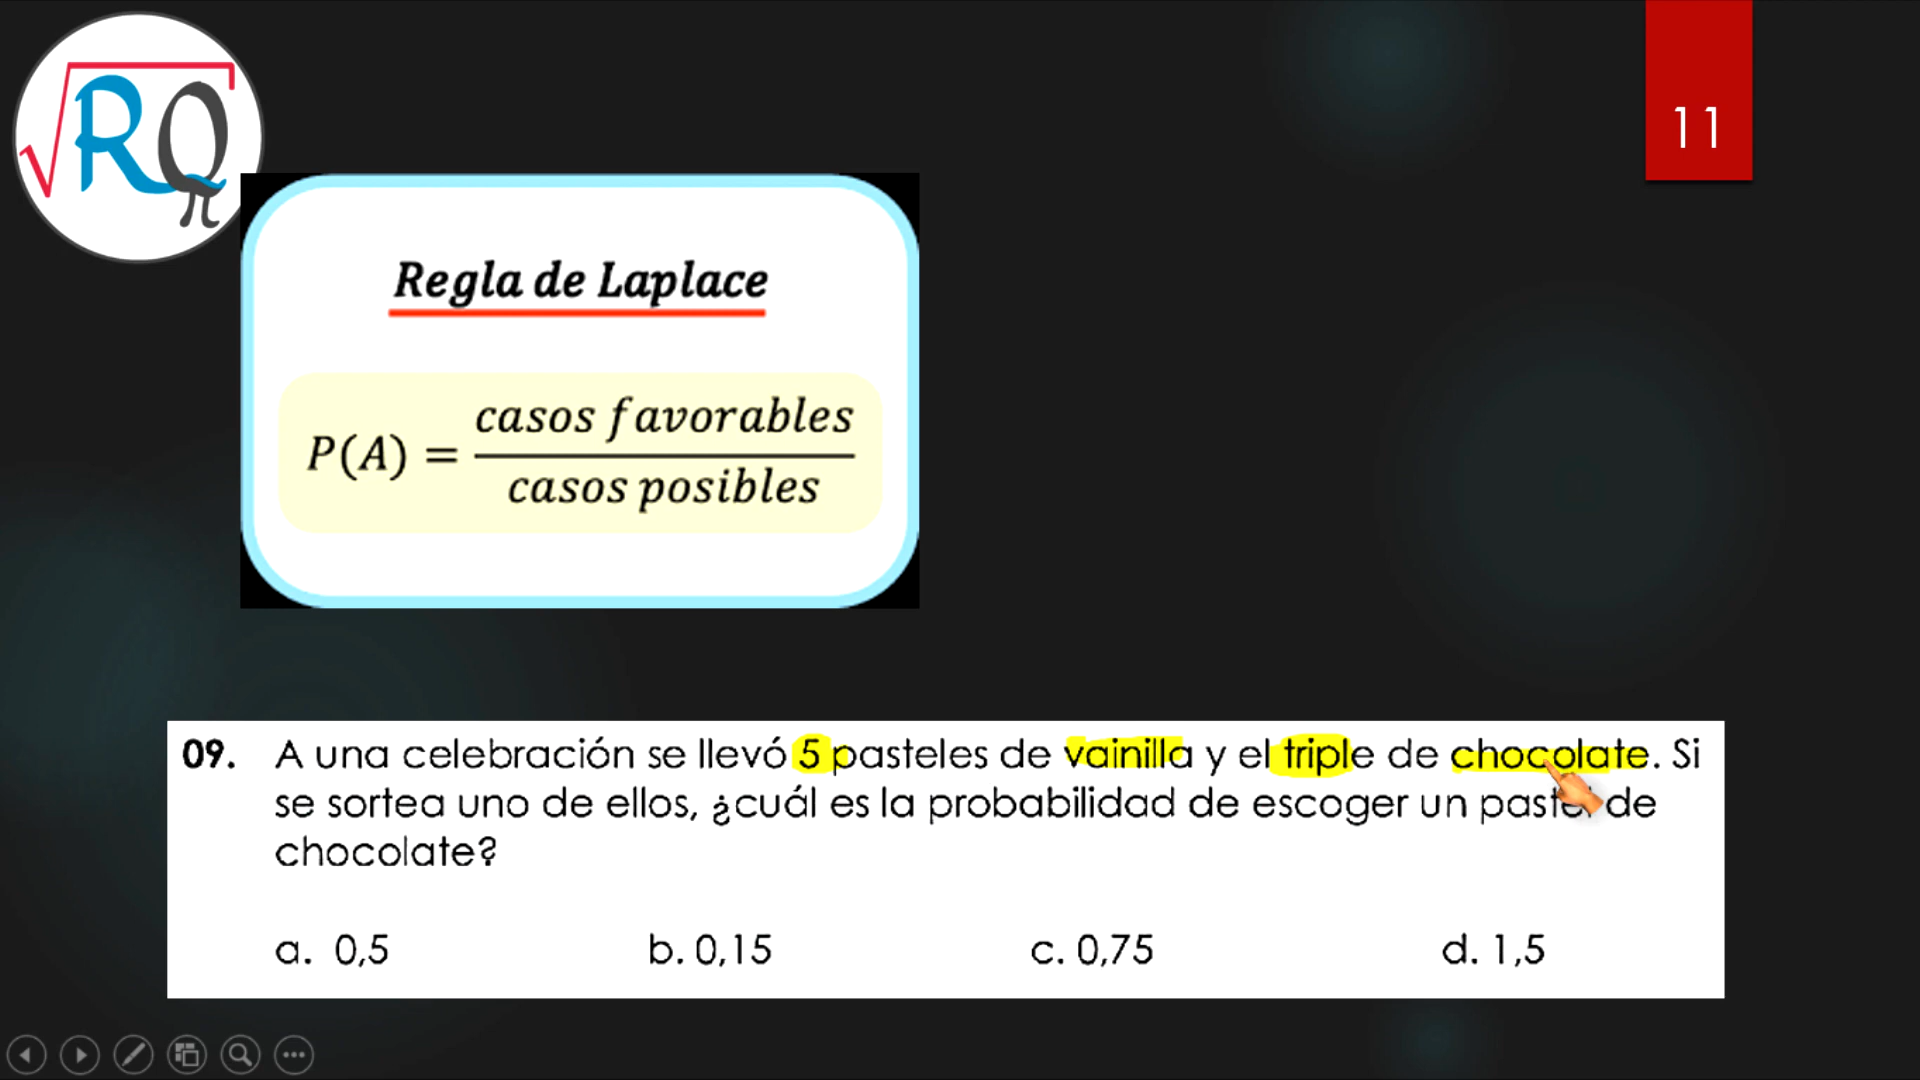 √RQ
π
11
Regla de Laplace
P(A) = casos favorables / casos posibles
09. A una celebración se llevó 5 pasteles de vainilla y el triple de chocolate. Si
se sortea uno de ellos, ¿cuál es la probabilidad de escoger un pastel de
chocolate?
a. 0,5 b. 0,15 c. 0,75 d. 1,5